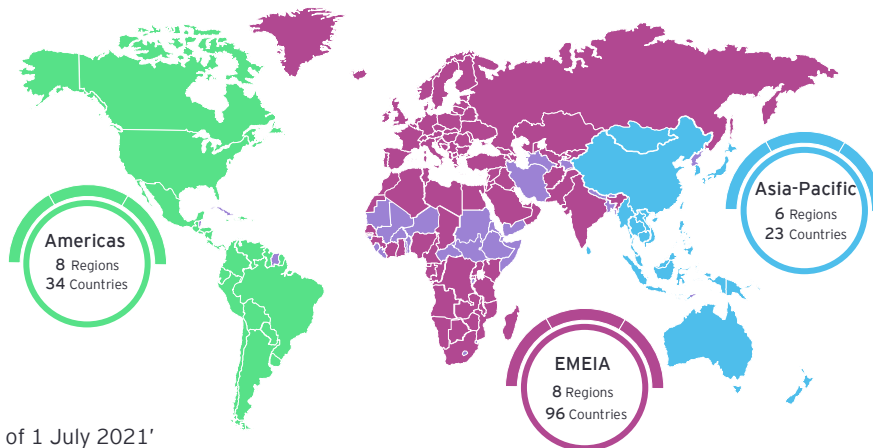 Americas
8 Regions
34 Countries
Asia-Pacific
6 Regions
23 Countries
EMEIA
8 Regions
96 Countries
of 1 July 2021’